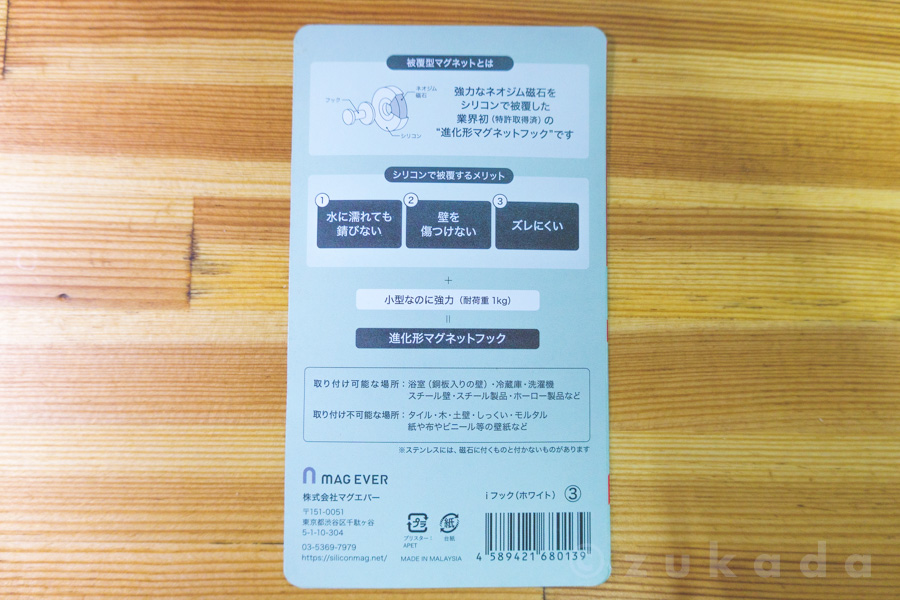 被覆型マグネットとは
フック
ネオジム
磁石
シリコン
強力なネオジム磁石を
シリコンで被覆した
業界初（特許取得済）の
“進化形マグネットフック”です
シリコンで被覆するメリット
1
水に濡れても
錆びない
2
壁を
傷つけない
3
ズレにくい
+
小型なのに強力（耐荷重1kg）
=
進化形マグネットフック
取り付け可能な場所：浴室（鋼板入りの壁）・冷蔵庫・洗濯機
スチール壁・スチール製品・ホーロー製品など
取り付け不可能な場所：タイル・木・土壁・しっくい・モルタル
紙や布やビニール等の壁紙など
※ステンレスには、磁石に付くものと付かないものがあります
MAG EVER
株式会社マグエバー
〒151-0051
東京都渋谷区千駄ヶ谷
5-1-10-304
03-5369-7979
https://siliconmag.net/
プラ
ブリスター：
APET
紙
台紙
MADE IN MALAYSIA
iフック（ホワイト） ③
4 589421 680139
©zukada